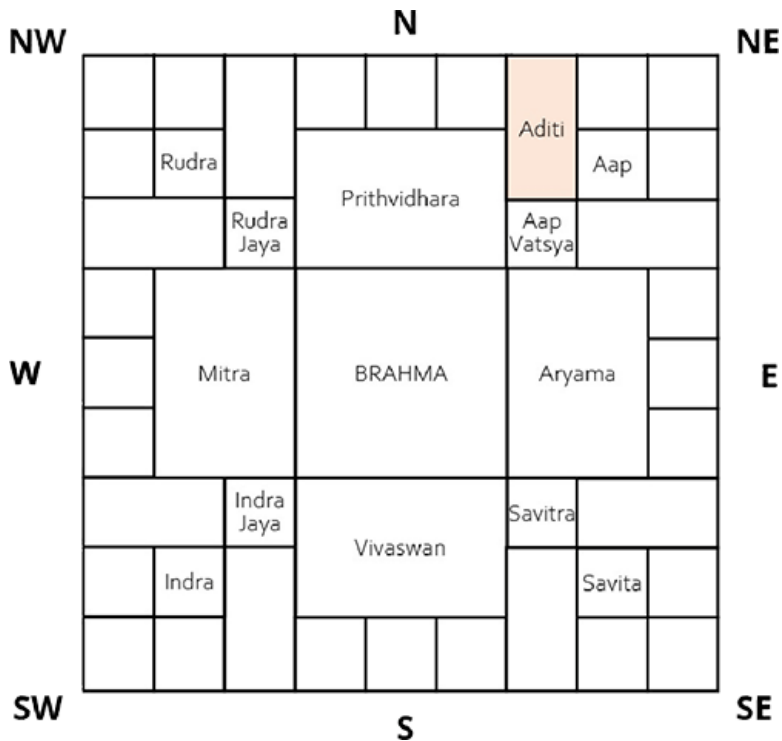 N
NW
NE
Aditi
Rudra
Aap
Prithvidhara
Rudra
Jaya
Aap
Vatsya
W
Mitra
BRAHMA
Aryama
E
Indra
Jaya
Savitra
Vivaswan
Indra
Savita
SW
S
SE